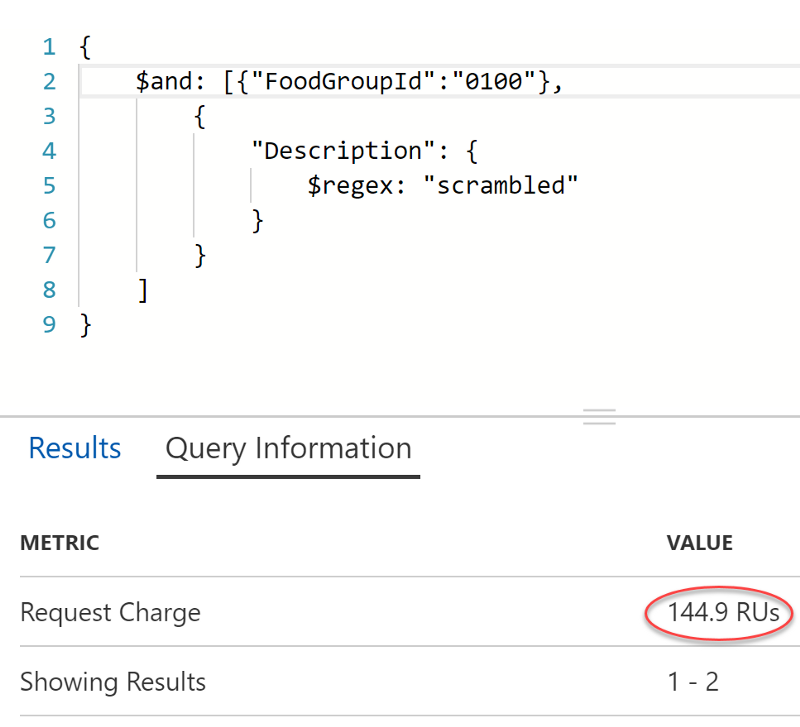 1 {
2 $and: [{"FoodGroupId":"0100"},
3 {
4 "Description": {
5 $regex: "scrambled"
6 }
7 }
8 ]
9 }
Results Query Information
METRIC VALUE
Request Charge 144.9 RUs
Showing Results 1 - 2